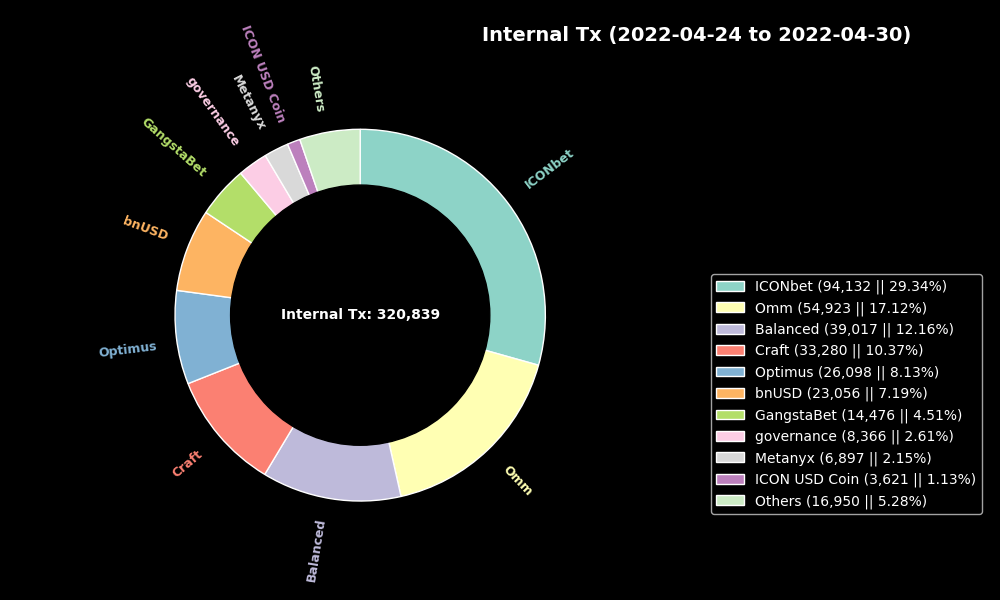 Internal Tx (2022-04-24 to 2022-04-30)
ICON USD Coin
Others
Metanyx
governance
GangstaBet
ICONbet
bnUSD
Internal Tx: 320,839
Optimus
Craft
Omm
Balanced
ICONbet (94,132 || 29.34%)
Omm (54,923 || 17.12%)
Balanced (39,017 || 12.16%)
Craft (33,280 || 10.37%)
Optimus (26,098 || 8.13%)
bnUSD (23,056 || 7.19%)
GangstaBet (14,476 || 4.51%)
governance (8,366 || 2.61%)
Metanyx (6,897 || 2.15%)
ICON USD Coin (3,621 || 1.13%)
Others (16,950 || 5.28%)